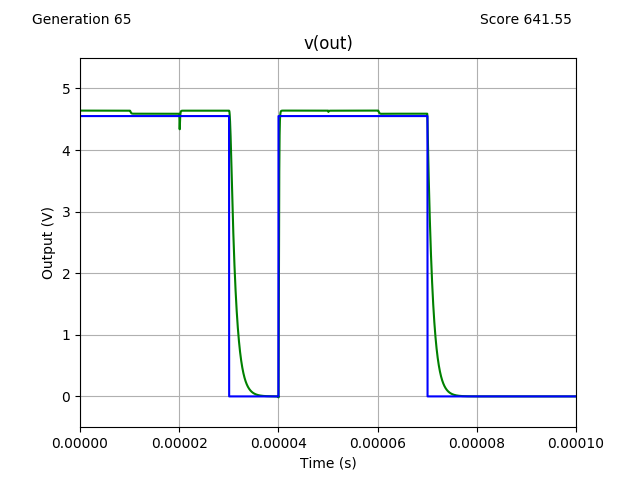 Generation 65
Score 641.55
v(out)
Output (V)
5
4
3
2
1
0
0.00000
0.00002
0.00004
0.00006
0.00008
0.00010
Time (s)